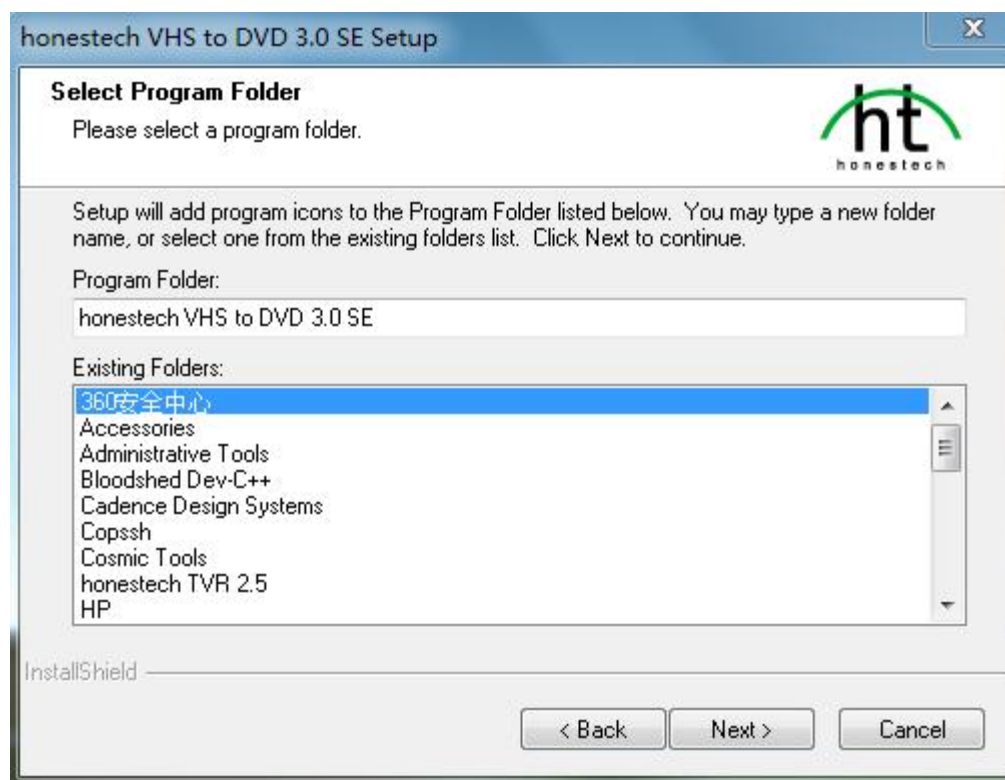 honestech VHS to DVD 3.0 SE Setup
Select Program Folder
Please select a program folder.
ht
honestech
Setup will add program icons to the Program Folder listed below.  You may type a new folder
name, or select one from the existing folders list.  Click Next to continue.
Program Folder:
honestech VHS to DVD 3.0 SE
Existing Folders:
360安全中心
Accessories
Administrative Tools
Bloodshed Dev-C++
Cadence Design Systems
Copssh
Cosmic Tools
honestech TVR 2.5
HP
InstallShield
< Back
Next >
Cancel